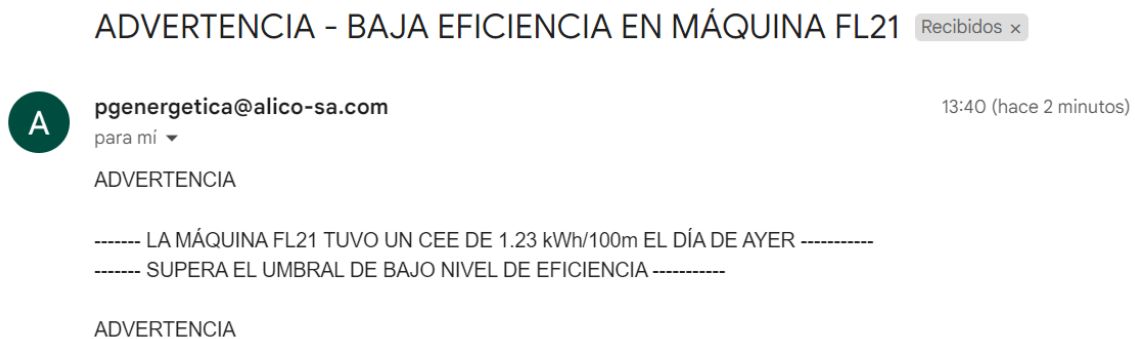 ADVERTENCIA - BAJA EFICIENCIA EN MÁQUINA FL21 Recibidos x
A
pgenergetica@alico-sa.com 13:40 (hace 2 minutos)
para mí
ADVERTENCIA
------- LA MÁQUINA FL21 TUVO UN CEE DE 1.23 kWh/100m EL DÍA DE AYER -----------
------- SUPERA EL UMBRAL DE BAJO NIVEL DE EFICIENCIA -----------
ADVERTENCIA